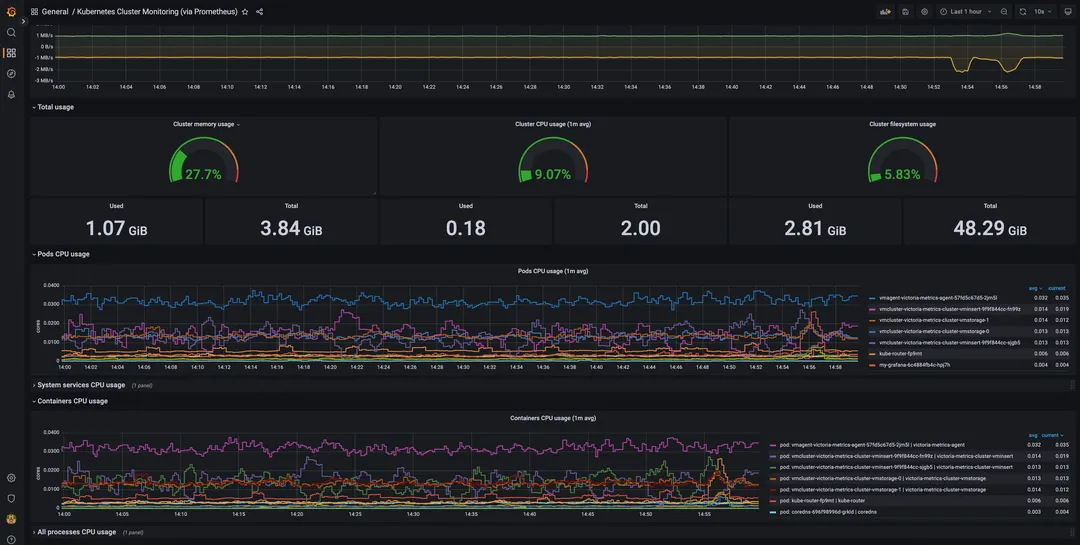 General / Kubernetes Cluster Monitoring (via Prometheus)
Last 1 hour
10s
1 MB/s
0 B/s
-1 MB/s
-2 MB/s
-3 MB/s
14:00 14:02 14:04 14:06 14:08 14:10 14:12 14:14 14:16 14:18 14:20 14:22 14:24 14:26 14:28 14:30 14:32 14:34 14:36 14:38 14:40 14:42 14:44 14:46 14:48 14:50 14:52 14:54 14:56 14:58
Total usage
Cluster memory usage
27.7%
Cluster CPU usage (1m avg)
9.07%
Cluster filesystem usage
5.83%
Used Total Used Total Used Total
1.07 GiB 3.84 GiB 0.18 2.00 2.81 GiB 48.29 GiB
Pods CPU usage
Pods CPU usage (1m avg)
cores
0.0400
0.0300
0.0200
0.0100
0
14:00 14:02 14:04 14:06 14:08 14:10 14:12 14:14 14:16 14:18 14:20 14:22 14:24 14:26 14:28 14:30 14:32 14:34 14:36 14:38 14:40 14:42 14:44 14:46 14:48 14:50 14:52 14:54 14:56 14:58
avg current
vmagent-victoria-metrics-agent-57fd5c67d5-2jm5l 0.032 0.035
vmcluster-victoria-metrics-cluster-vminsert-9f9f844cc-fn99z 0.014 0.019
vmcluster-victoria-metrics-cluster-vmstorage-1 0.014 0.012
vmcluster-victoria-metrics-cluster-vmstorage-0 0.013 0.013
vmcluster-victoria-metrics-cluster-vminsert-9f9f844cc-sjgb5 0.013 0.013
kube-router-fp9mt 0.006 0.006
my-grafana-6c4884fb4c-hpj7h 0.004 0.004
System services CPU usage (1 panel)
Containers CPU usage
Containers CPU usage (1m avg)
cores
0.0400
0.0300
0.0200
0.0100
0
14:00 14:05 14:10 14:15 14:20 14:25 14:30 14:35 14:40 14:45 14:50 14:55
avg current
pod: vmagent-victoria-metrics-agent-57fd5c67d5-2jm5l | victoria-metrics-agent 0.032 0.035
pod: vmcluster-victoria-metrics-cluster-vminsert-9f9f844cc-fn99z | victoria-metrics-cluster-vminsert 0.014 0.019
pod: vmcluster-victoria-metrics-cluster-vminsert-9f9f844cc-sjgb5 | victoria-metrics-cluster-vminsert 0.013 0.013
pod: vmcluster-victoria-metrics-cluster-vmstorage-0 | victoria-metrics-cluster-vmstorage 0.013 0.013
pod: vmcluster-victoria-metrics-cluster-vmstorage-1 | victoria-metrics-cluster-vmstorage 0.014 0.012
pod: kube-router-fp9mt | kube-router 0.006 0.006
pod: coredns-696f98996d-grkld | coredns 0.003 0.004
All processes CPU usage (1 panel)